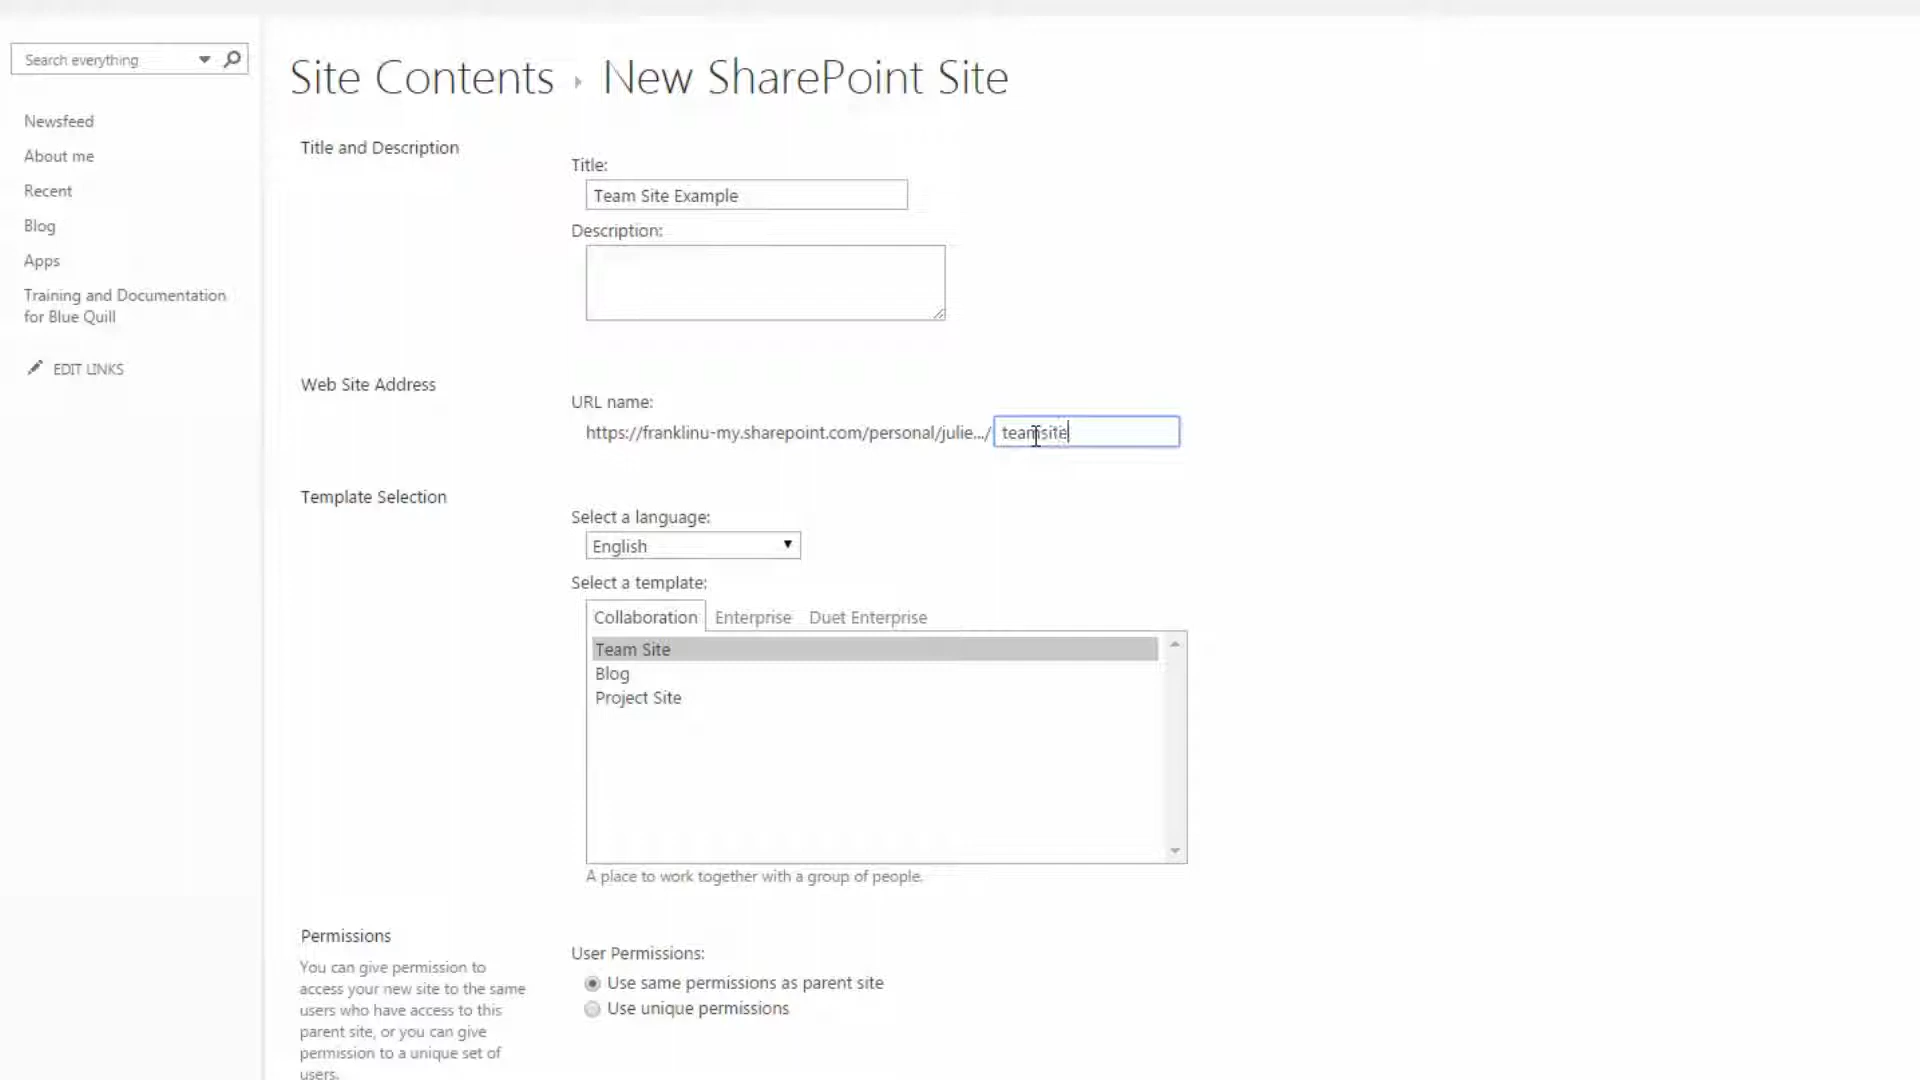 Search everything
Newsfeed
About me
Recent
Blog
Apps
Training and Documentation
for Blue Quill
EDIT LINKS
Site Contents ▸ New SharePoint Site
Title and Description
Title:
Team Site Example
Description:
Web Site Address
URL name:
https://franklinu-my.sharepoint.com/personal/julie.../ teamsite
Template Selection
Select a language:
English
Select a template:
Collaboration Enterprise Duet Enterprise
Team Site
Blog
Project Site
A place to work together with a group of people.
Permissions
You can give permission to
access your new site to the same
users who have access to this
parent site, or you can give
permission to a unique set of
users.
User Permissions:
Use same permissions as parent site
Use unique permissions